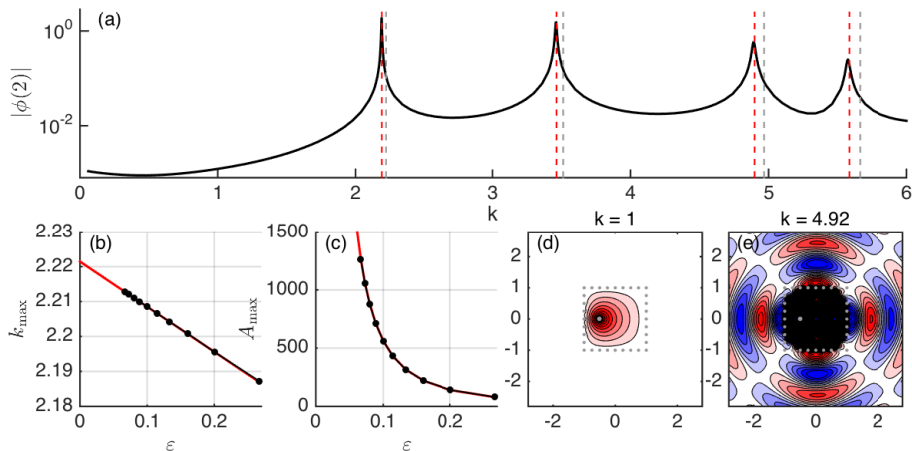 (a)
10^0
10^-2
|ϕ(2)|
0 1 2 3 4 5 6
k
(b)
2.23
2.22
2.21
2.2
2.19
2.18
k_max
0 0.1 0.2
ε
(c)
1500
1000
500
0
A_max
0 0.1 0.2
ε
k = 1
(d)
2
1
0
-1
-2
-2 0 2
k = 4.92
(e)
2
1
0
-1
-2
-2 0 2